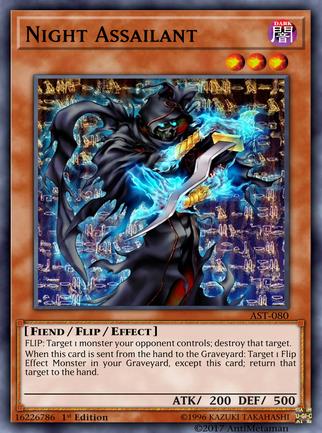 NIGHT ASSAILANT
DARK
闇
AST-080
[FIEND / FLIP / EFFECT]
FLIP: Target 1 monster your opponent controls; destroy that target.
When this card is sent from the hand to the Graveyard: Target 1 Flip
Effect Monster in your Graveyard, except this card; return that
target to the hand.
ATK/ 200 DEF/ 500
16226786 1st Edition ©1996 KAZUKI TAKAHASHI
©2017 AntiMetaman